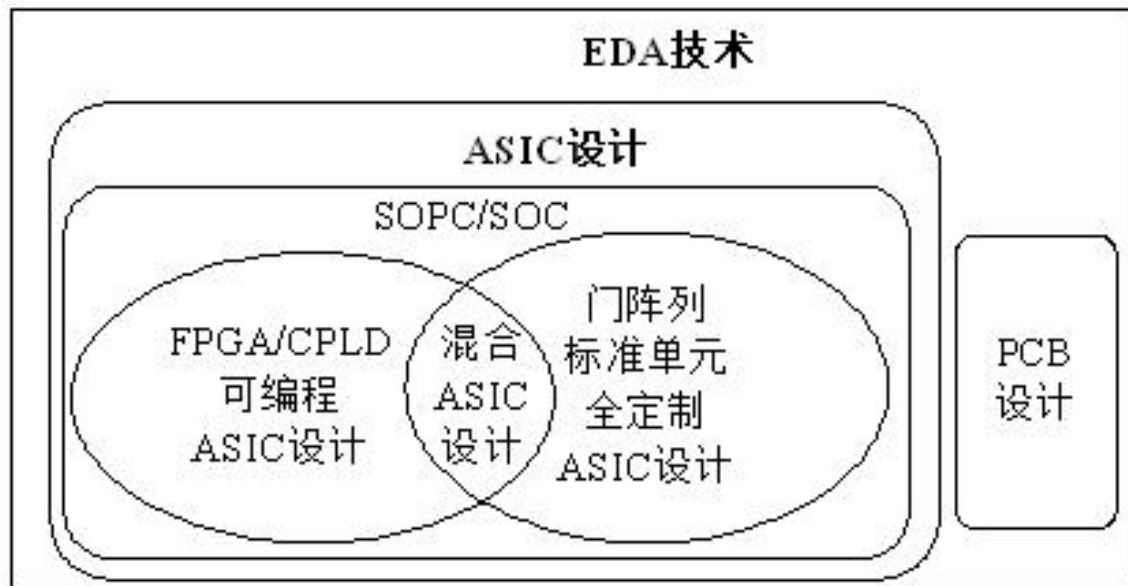 EDA技术
ASIC设计
SOPC/SOC
FPGA/CPLD
可编程
ASIC设计
混合
ASIC
设计
门阵列
标准单元
全定制
ASIC设计
PCB
设计